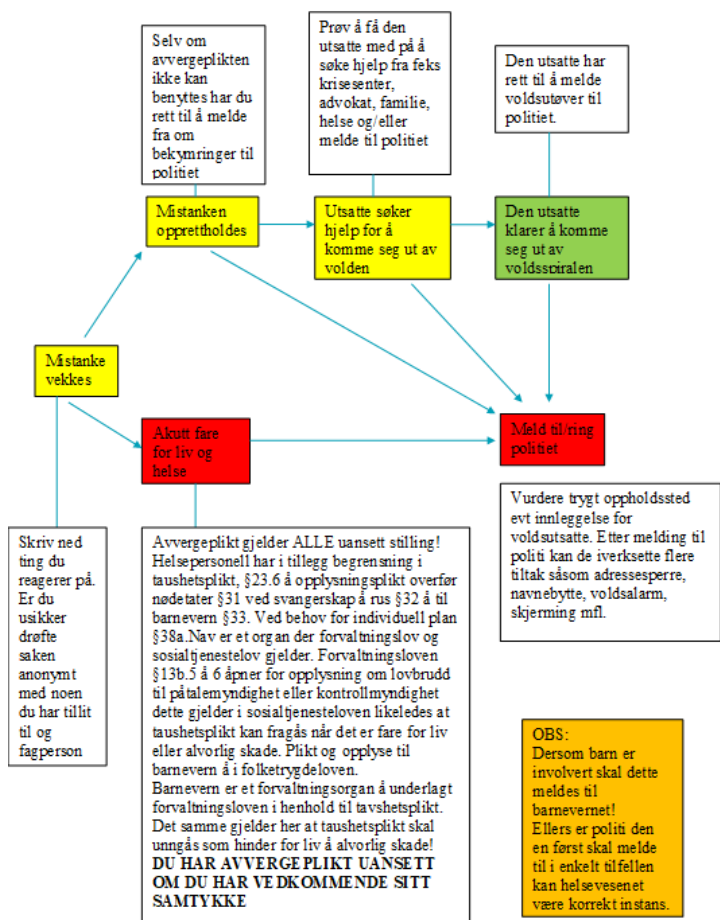 Selv om
avvergeplikten
ikke kan
benyttes har du
rett til å melde
fra om
bekymringer til
politiet
Prøv å få den
utsatte med på å
søke hjelp fra feks
krisesenter,
advokat, familie,
helse og/eller
melde til politiet
Den utsatte har
rett til å melde
voldsutøver til
politiet.
Mistanken
opprettholdes
Utsatte søker
hjelp for å
komme seg ut av
volden
Den utsatte
klarer å komme
seg ut av
voldsspiralen
Mistanke
vekkes
Akutt fare
for liv og
helse
Meld til/ring
politiet
Skriv ned
ting du
reagerer på.
Er du
usikker
drøfte
saken
anonymt
med noen
du har tillit
til og
fagperson
Avvergeplikt gjelder ALLE uansett stilling!
Helsepersonell har i tillegg begrensning i
taushetsplikt, §23.6 å opplysningsplikt overfør
nødetater §31 ved svangerskap å rus §32 å til
barnevern §33. Ved behov for individuell plan
§38a.Nav er et organ der forvaltningslov og
sosialtjenestelov gjelder. Forvaltningsloven
§13b.5 å 6 åpner for opplysning om lovbrudd
til påtalemyndighet eller kontrollmyndighet
dette gjelder i sosialtjenesteloven likeledes at
taushetsplikt kan fragås når det er fare for liv
eller alvorlig skade. Plikt og opplyse til
barnevern å i folketrygdeloven.
Barnevern er et forvaltningsorgan å underlagt
forvaltningsloven i henhold til tavshetsplikt.
Det samme gjelder her at taushetsplikt skal
unngås som hinder for liv å alvorlig skade!
DU HAR AVVERGEPLIKT UANSETT
OM DU HAR VEDKOMMENDE SITT
SAMTYKKE
Vurdere trygt oppholdssted
evt innleggelse for
voldsutsatte. Etter melding til
politi kan de iverksette flere
tiltak såsom adressesperre,
navnebytte, voldsalarm,
skjerming mfl.
OBS:
Dersom barn er
involvert skal dette
meldes til
barnevernet!
Ellers er politi den
en først skal melde
til i enkelt tilfellen
kan helsevesenet
være korrekt instans.